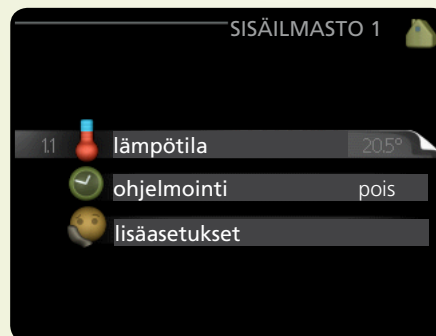 SISÄILMASTO 1
1.1 lämpötila 20.5°
ohjelmointi pois
lisäasetukset